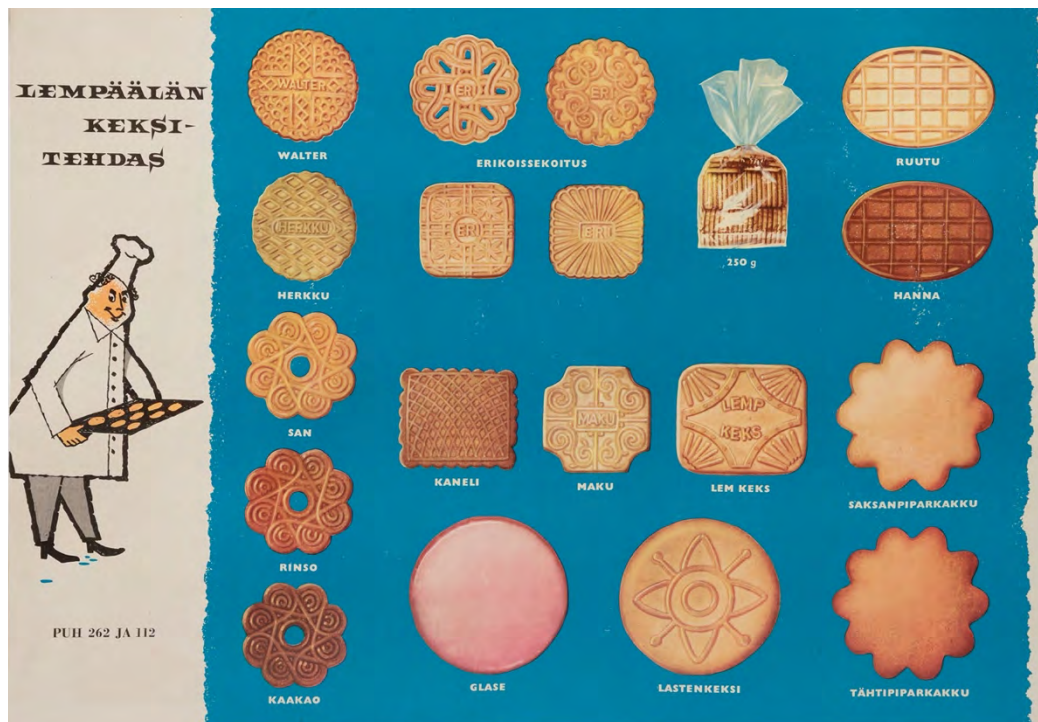 LEMPÄÄLÄN
KEKSI-
TEHDAS
PUH 262 JA 112
WALTER
WALTER
ERI
ERI
ERIKOISSEKOITUS
250 g
RUUTU
HERKKU
HERKKU
ERI
ERI
HANNA
SAN
KANELI
MAKU
MAKU
LEMP
KEKS
LEM KEKS
SAKSANPIPARKAKKU
RINSO
KAAKAO
GLASE
LASTENKEKSI
TÄHTIPIPARKAKKU